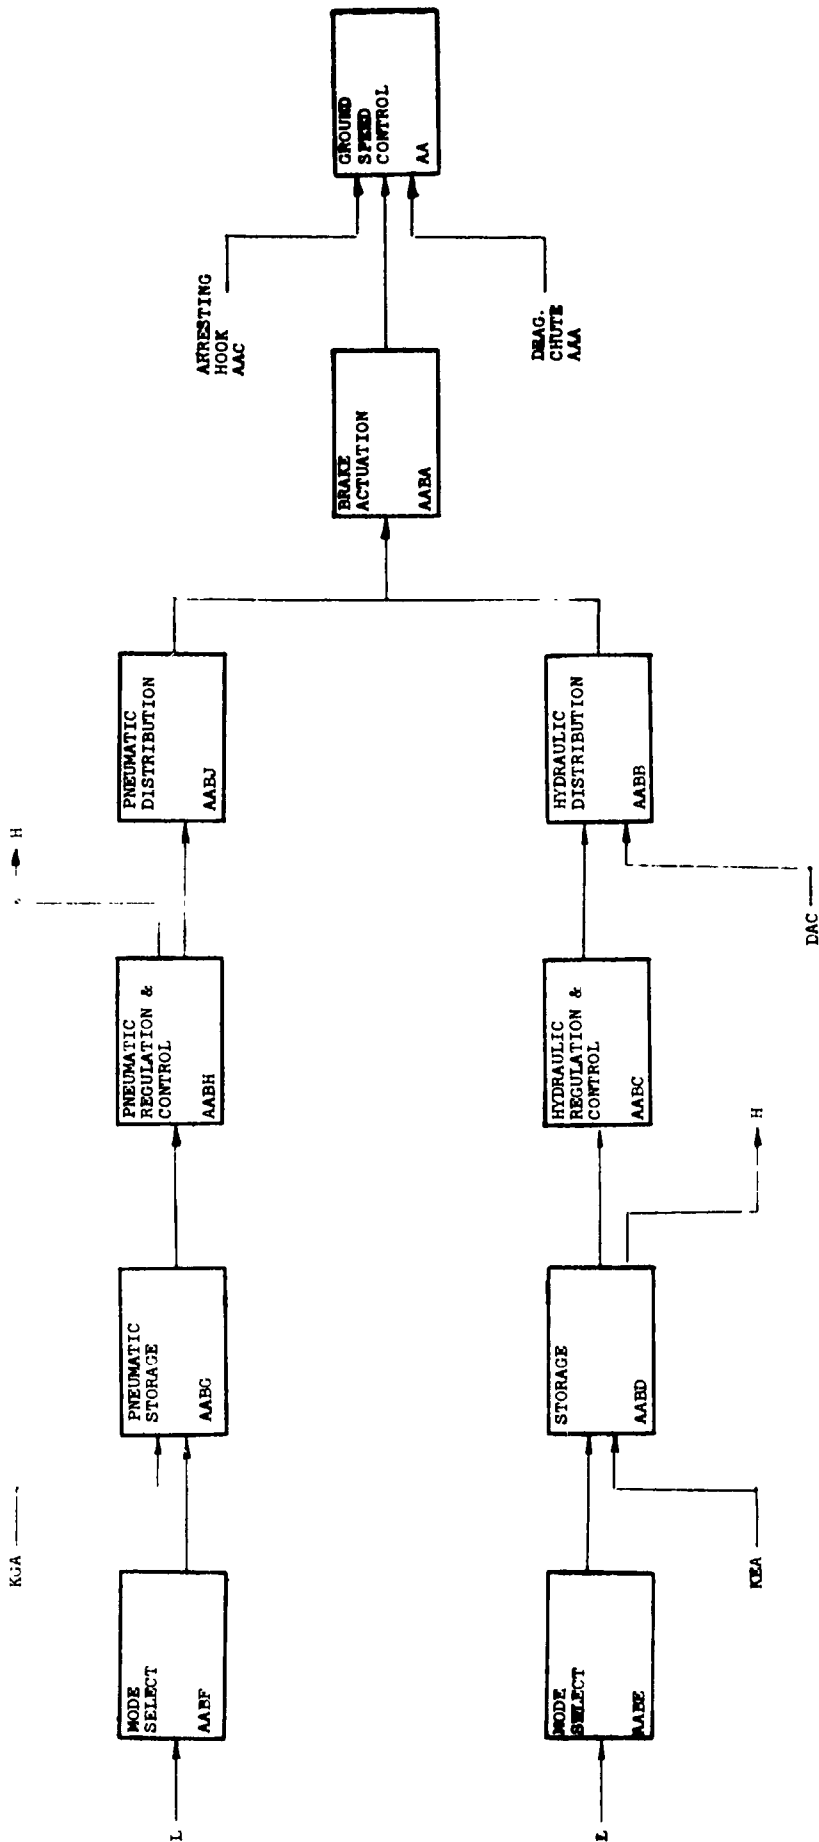 KGA
H
L
MODE
SELECT
AABF
PNEUMATIC
STORAGE
AABG
PNEUMATIC
REGULATION &
CONTROL
AABH
PNEUMATIC
DISTRIBUTION
AABJ
ARRESTING
HOOK
AAC
BRAKE
ACTUATION
AABA
GROUND
SPEED
CONTROL
AA
DRAG.
CHUTE
AAA
L
MODE
SELECT
AABE
STORAGE
AABD
HYDRAULIC
REGULATION &
CONTROL
AABC
HYDRAULIC
DISTRIBUTION
AABB
KEA
H
DAC